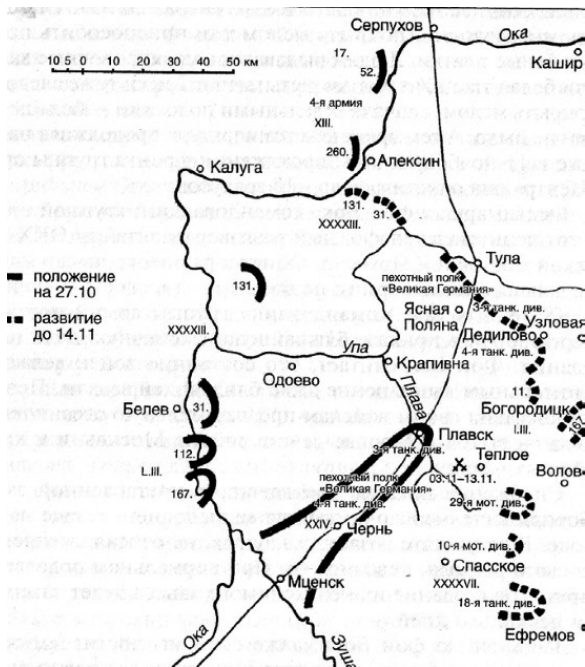 Серпухов
Ока
17.
52.
10 5 0 10 20 30 40 50 км
4-я армия
XIII.
260.
Алексин
Калуга
131.
31.
XXXXIII.
Тула
пехотный полк
«Великая Германия»
положение
на 27.10
131.
Ясная
Поляна
3-я танк. див.
Узловая
развитие
до 14.11
XXXXIII.
Упа
4-я танк. див.
Крапивна
Одоево
11.
Белев
31.
Плава
Богородицк
LIII.
167.
112.
Плавск
3-я танк. див.
Теплое
LIII.
03.11–13.11.
Волов
167.
пехотный полк
«Великая Германия»
4-я танк. див.
29-я мот. див.
XXIV.
Чернь
10-я мот. див.
Спасское
XXXXVII.
Мценск
18-я танк. див.
Ефремов
Ока
Зуша